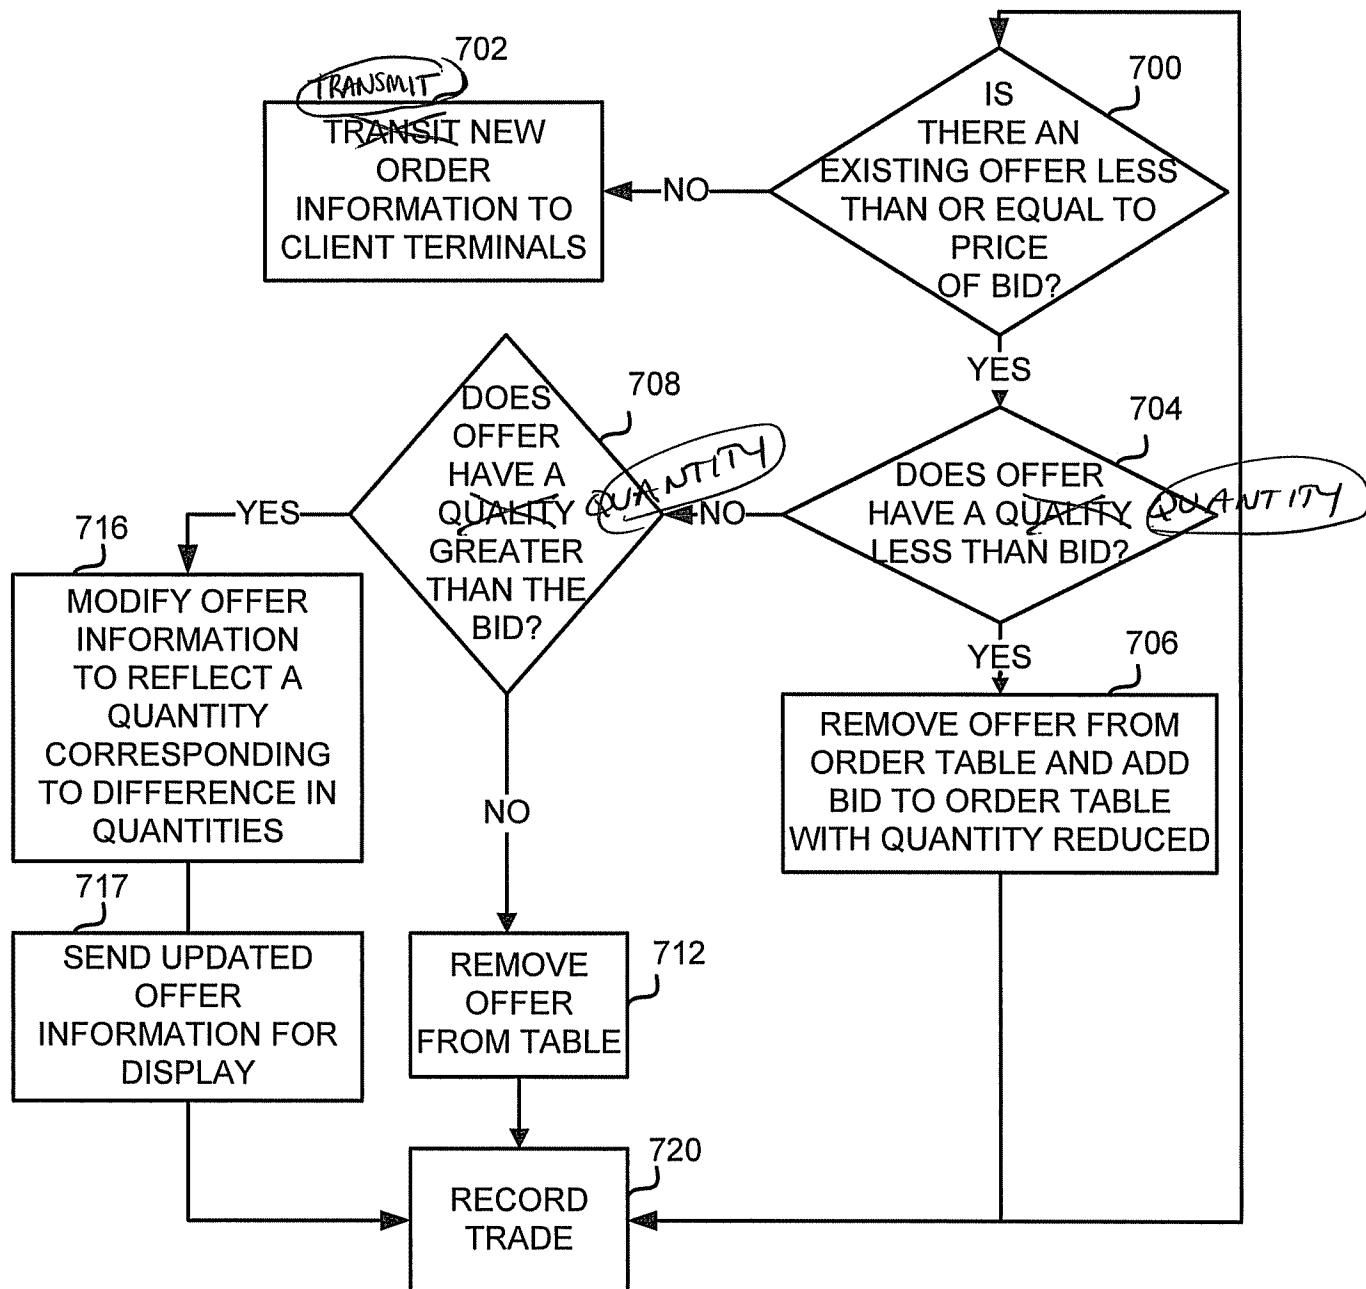 702
TRANSMIT
TRANSIT NEW
ORDER
INFORMATION TO
CLIENT TERMINALS
NO
700
IS
THERE AN
EXISTING OFFER LESS
THAN OR EQUAL TO
PRICE
OF BID?
YES
708
DOES
OFFER
HAVE A
QUALITY
GREATER
THAN THE
BID?
QUANTITY
NO
704
DOES OFFER
HAVE A QUALITY
LESS THAN BID?
QUANTITY
YES
716
MODIFY OFFER
INFORMATION
TO REFLECT A
QUANTITY
CORRESPONDING
TO DIFFERENCE IN
QUANTITIES
YES
706
REMOVE OFFER FROM
ORDER TABLE AND ADD
BID TO ORDER TABLE
WITH QUANTITY REDUCED
NO
717
SEND UPDATED
OFFER
INFORMATION FOR
DISPLAY
712
REMOVE
OFFER
FROM TABLE
720
RECORD
TRADE